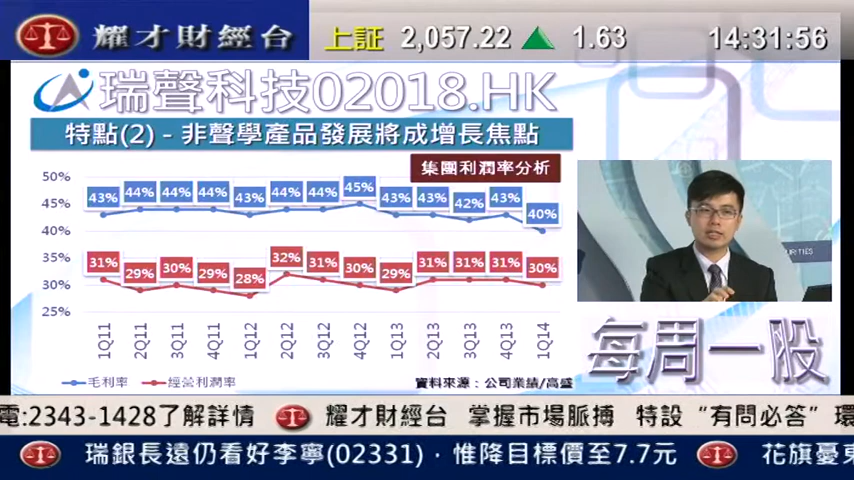 耀才財經台
上証 2,057.22 ▲ 1.63 14:31:56
瑞聲科技02018.HK
特點(2) - 非聲學產品發展將成增長焦點
集團利潤率分析
50%
45%
40%
35%
30%
25%
43% 44% 44% 44% 43% 44% 44% 45% 43% 43% 42% 43% 40%
31% 29% 30% 29% 28% 32% 31% 30% 29% 31% 31% 31% 30%
1Q11 2Q11 3Q11 4Q11 1Q12 2Q12 3Q12 4Q12 1Q13 2Q13 3Q13 4Q13 1Q14
毛利率 經營利潤率
資料來源：公司業績/高盛
URITIES
每周一股
電:2343-1428了解詳情 耀才財經台 掌握市場脈搏 特設“有問必答”環
瑞銀長遠仍看好李寧(02331)，惟降目標價至7.7元 花旗憂東